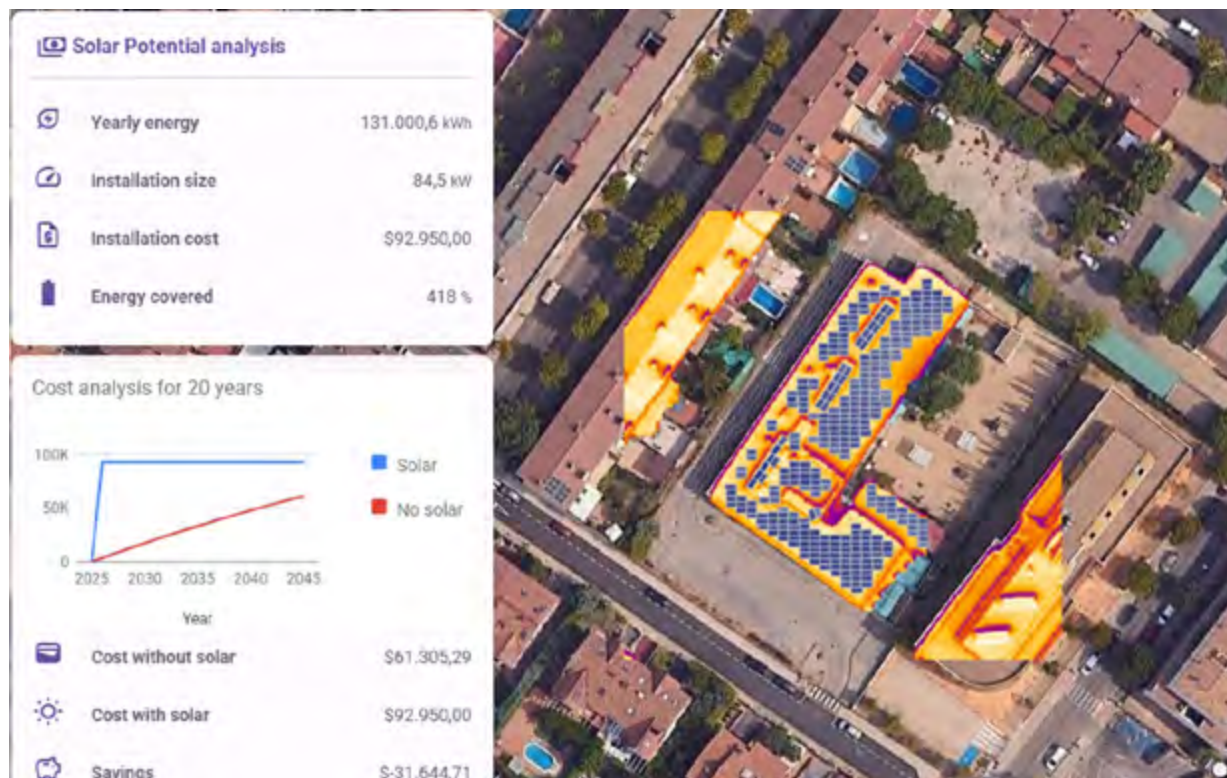 Solar Potential analysis
Yearly energy 131.000,6 kWh
Installation size 84,5 kW
Installation cost $92.950,00
Energy covered 418 %
Cost analysis for 20 years
100K
50K
0
2025 2030 2035 2040 2045
Year
Solar
No solar
Cost without solar $61.305,29
Cost with solar $92.950,00
Savings $-31.644,71